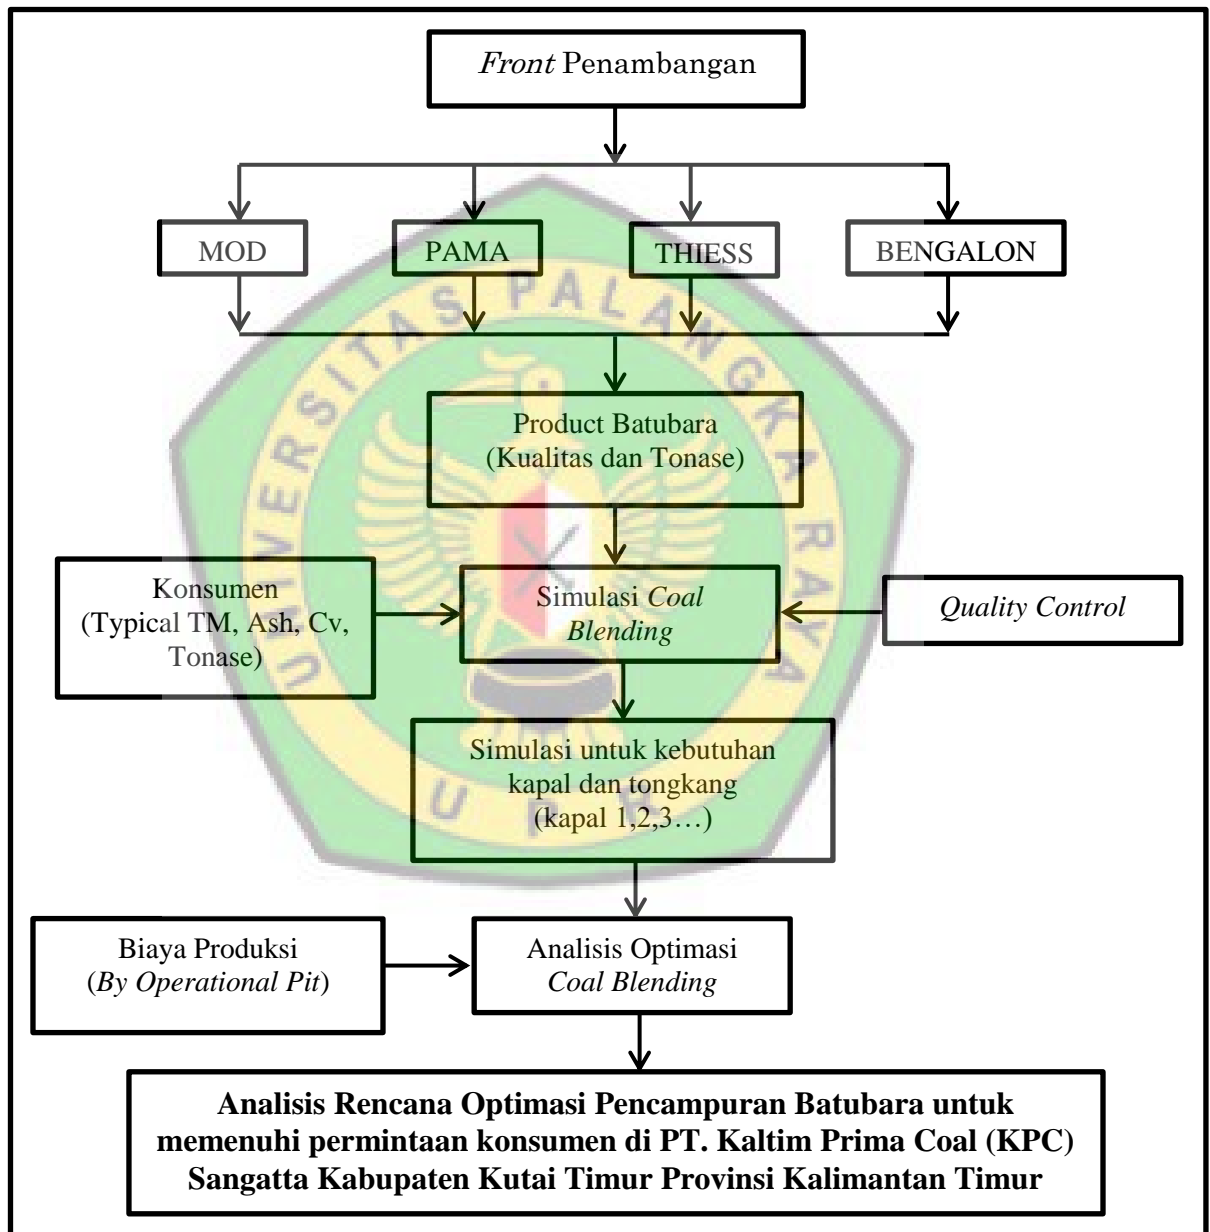 Front Penambangan
MOD
PAMA
THIESS
BENGALON
UNIVERSITAS PALANGKA RAYA
Product Batubara
(Kualitas dan Tonase)
Konsumen
(Typical TM, Ash, Cv,
Tonase)
Simulasi Coal
Blending
Quality Control
Simulasi untuk kebutuhan
kapal dan tongkang
(kapal 1,2,3…)
U P R
Biaya Produksi
(By Operational Pit)
Analisis Optimasi
Coal Blending
Analisis Rencana Optimasi Pencampuran Batubara untuk
memenuhi permintaan konsumen di PT. Kaltim Prima Coal (KPC)
Sangatta Kabupaten Kutai Timur Provinsi Kalimantan Timur